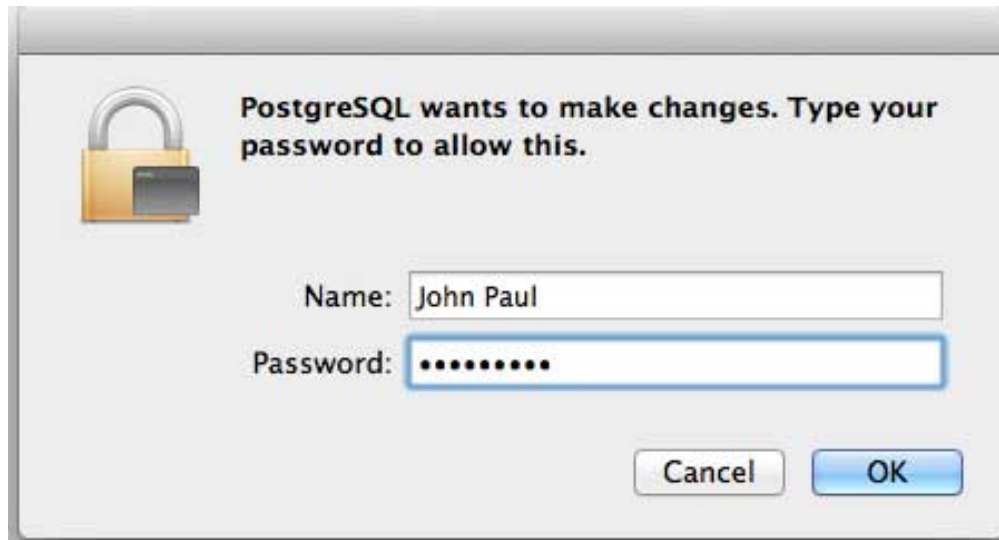 PostgreSQL wants to make changes. Type your
password to allow this.
Name: John Paul
Password: •••••••••
Cancel OK